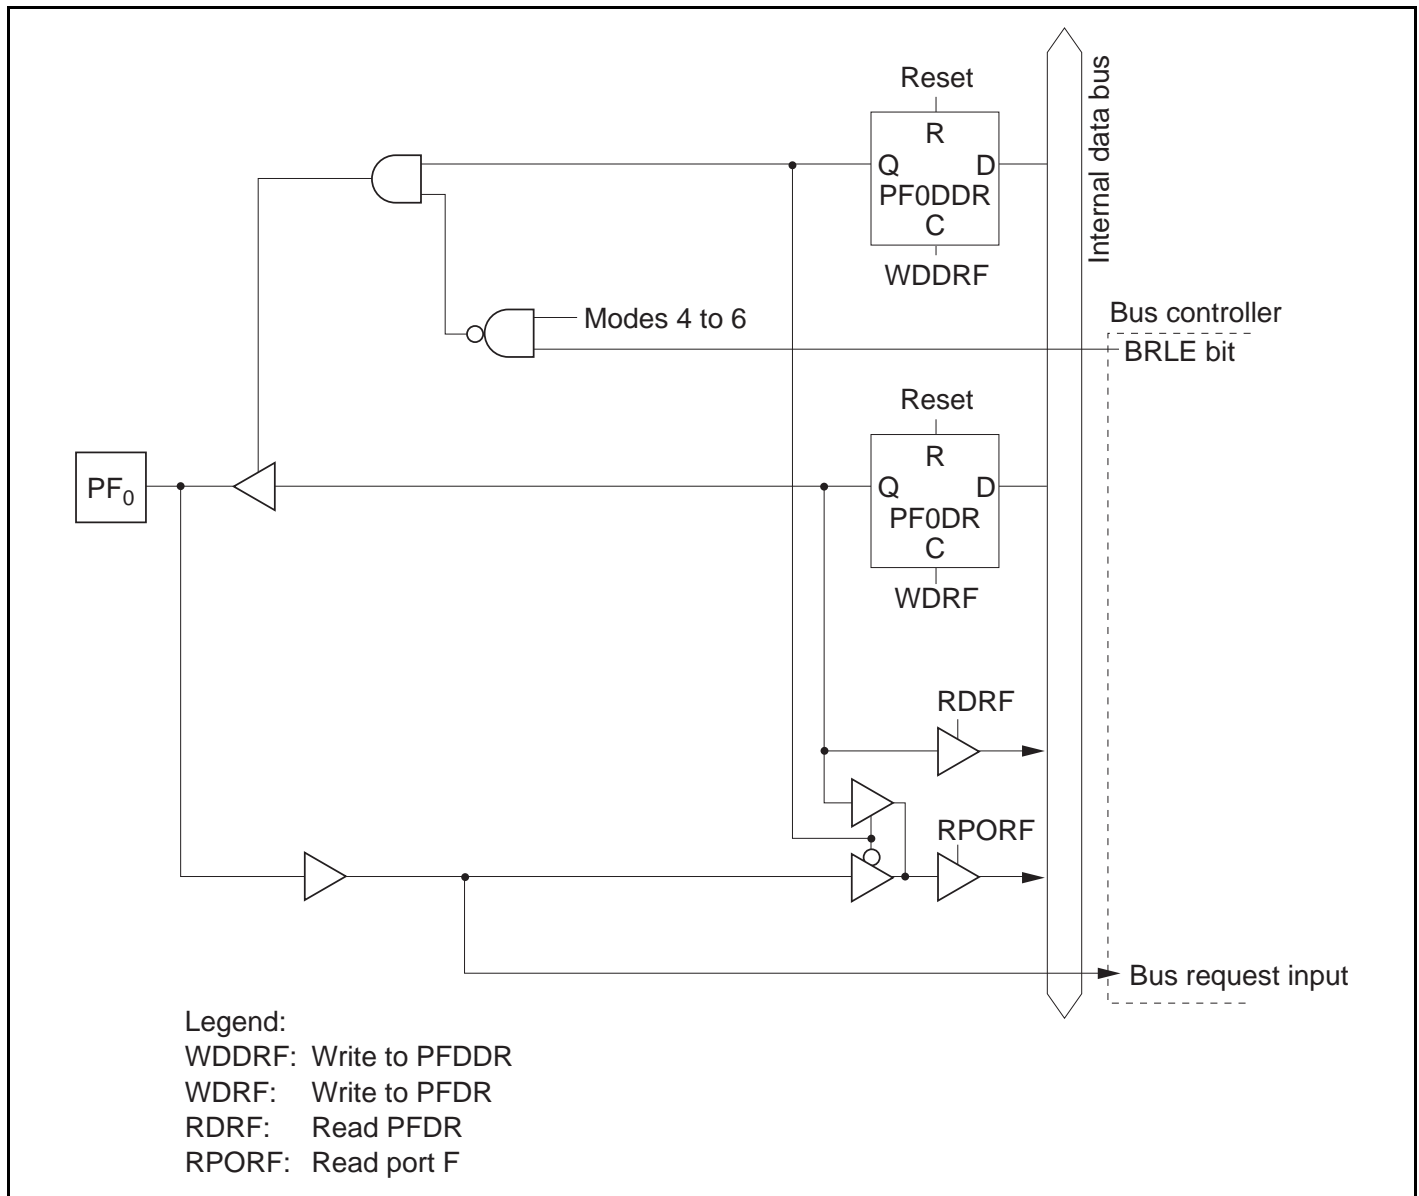 Reset
R
Q D
PF0DDR
C
WDDRF
Internal data bus
Modes 4 to 6
Bus controller
BRLE bit
Reset
R
Q D
PF0DR
C
WDRF
PF0
RDRF
RPORF
Bus request input
Legend:
WDDRF: Write to PFDDR
WDRF: Write to PFDR
RDRF: Read PFDR
RPORF: Read port F